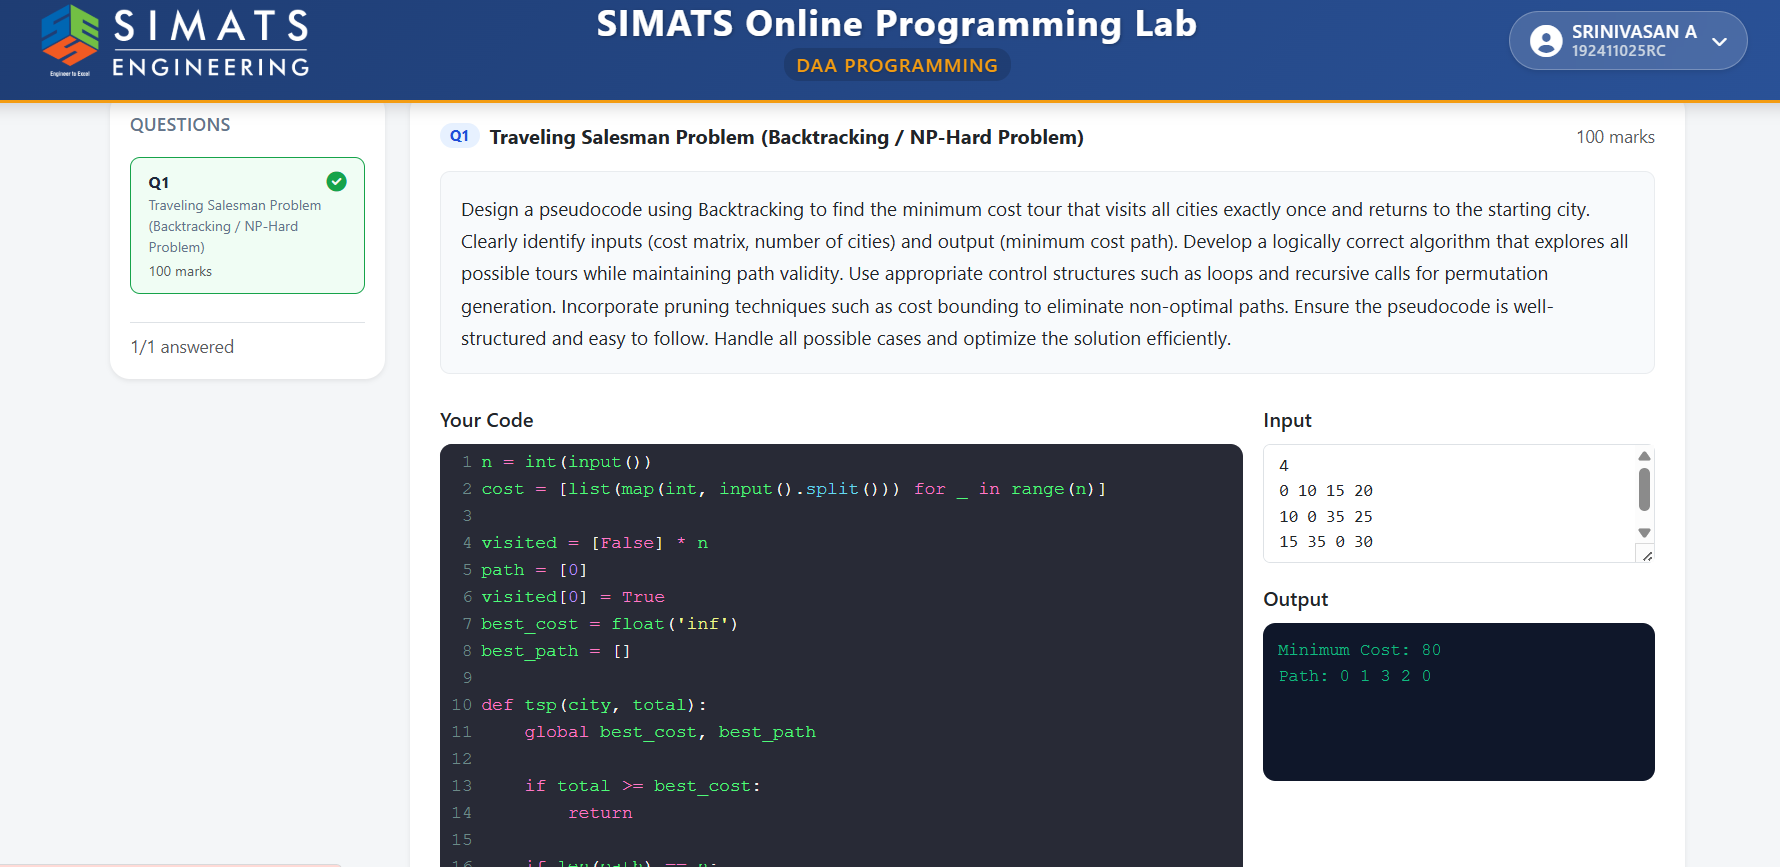 SIMATS
ENGINEERING
Engineer to Excel
SIMATS Online Programming Lab
DAA PROGRAMMING
SRINIVASAN A
192411025RC
QUESTIONS
Q1
Traveling Salesman Problem
(Backtracking / NP-Hard
Problem)
100 marks
1/1 answered
Q1 Traveling Salesman Problem (Backtracking / NP-Hard Problem)
100 marks
Design a pseudocode using Backtracking to find the minimum cost tour that visits all cities exactly once and returns to the starting city.
Clearly identify inputs (cost matrix, number of cities) and output (minimum cost path). Develop a logically correct algorithm that explores all
possible tours while maintaining path validity. Use appropriate control structures such as loops and recursive calls for permutation
generation. Incorporate pruning techniques such as cost bounding to eliminate non-optimal paths. Ensure the pseudocode is well-
structured and easy to follow. Handle all possible cases and optimize the solution efficiently.
Your Code
1 n = int(input())
2 cost = [list(map(int, input().split())) for _ in range(n)]
3
4 visited = [False] * n
5 path = [0]
6 visited[0] = True
7 best_cost = float('inf')
8 best_path = []
9
10 def tsp(city, total):
11     global best_cost, best_path
12
13     if total >= best_cost:
14         return
15
16     if len(path) == n:
Input
4
0 10 15 20
10 0 35 25
15 35 0 30
Output
Minimum Cost: 80
Path: 0 1 3 2 0